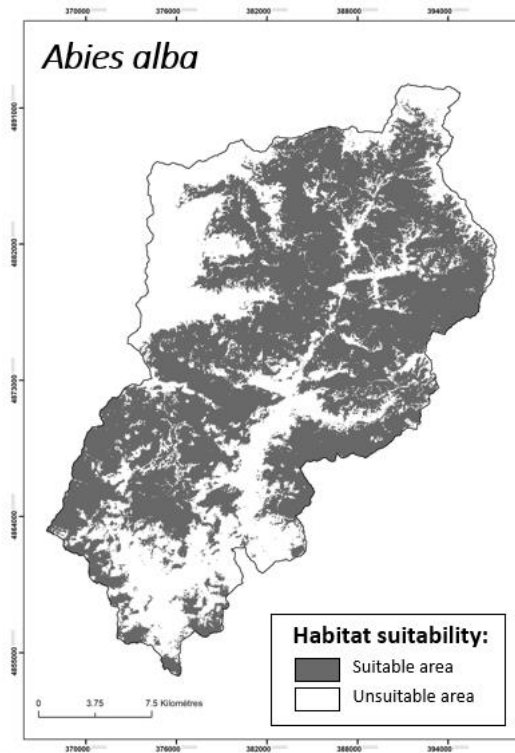 370000 376000 382000 388000 394000
Abies alba
4891000
4882000
4873000
4864000
4855000
Habitat suitability:
Suitable area
Unsuitable area
0 3.75 7.5 Kilomètres
370000 376000 382000 388000 394000